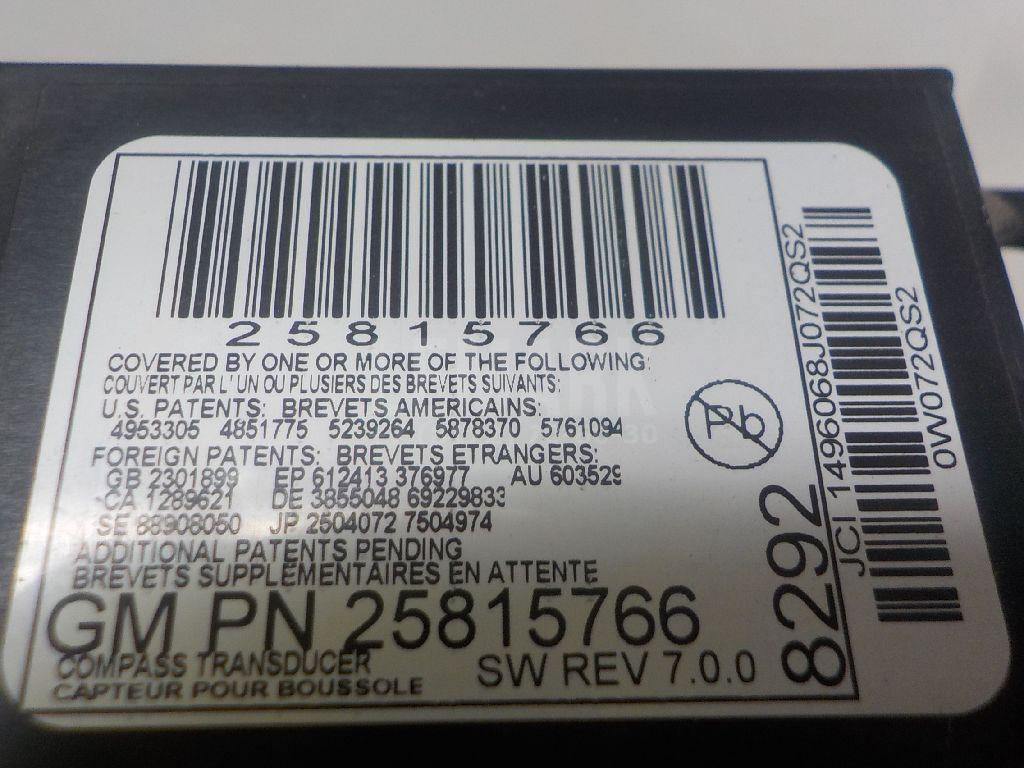 25815766
COVERED BY ONE OR MORE OF THE FOLLOWING:
COUVERT PAR L'UN OU PLUSIERS DES BREVETS SUIVANTS:
U.S. PATENTS: BREVETS AMERICAINS:
4953305 4851775 5239264 5878370 5761094
FOREIGN PATENTS: BREVETS ETRANGERS:
GB 2301899 EP 612413 376977 AU 603529
CA 1289621 DE 3855048 69229833
SE 88908050 JP 2504072 7504974
ADDITIONAL PATENTS PENDING
BREVETS SUPPLEMENTAIRES EN ATTENTE
GM PN 25815766
COMPASS TRANSDUCER SW REV 7.0.0
CAPTEUR POUR BOUSSOLE
Pb
8292
JCI 1496068J072QS2
0W072QS2